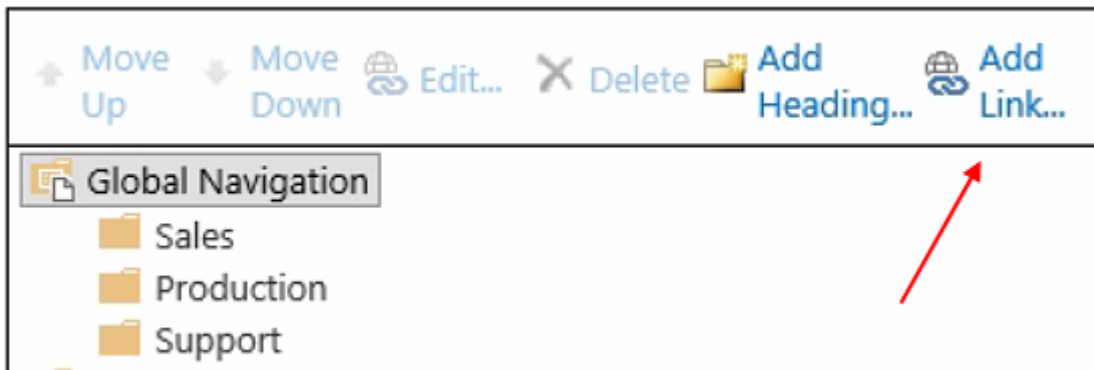 Move Up
Move Down
Edit...
Delete
Add Heading...
Add Link...
Global Navigation
Sales
Production
Support